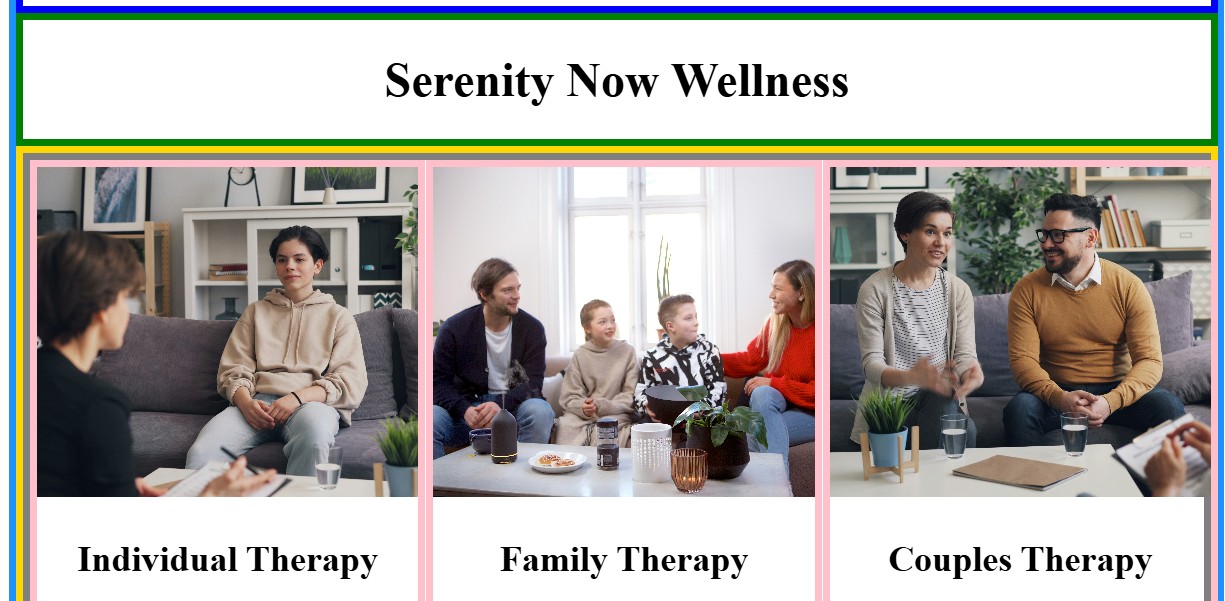 Serenity Now Wellness
Individual Therapy
Family Therapy
Couples Therapy